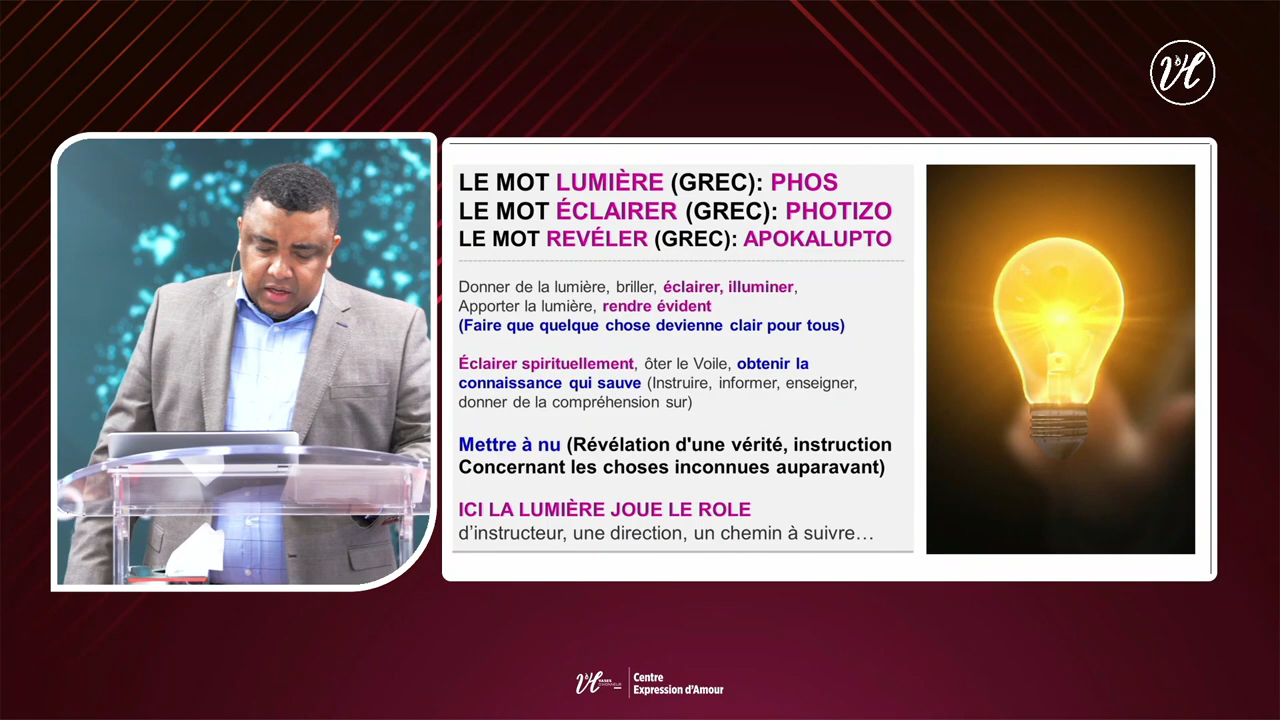 VH
LE MOT LUMIÈRE (GREC): PHOS
LE MOT ÉCLAIRER (GREC): PHOTIZO
LE MOT REVÉLER (GREC): APOKALUPTO
Donner de la lumière, briller, éclairer, illuminer,
Apporter la lumière, rendre évident
(Faire que quelque chose devienne clair pour tous)
Éclairer spirituellement, ôter le Voile, obtenir la
connaissance qui sauve (Instruire, informer, enseigner,
donner de la compréhension sur)
Mettre à nu (Révélation d'une vérité, instruction
Concernant les choses inconnues auparavant)
ICI LA LUMIÈRE JOUE LE ROLE
d’instructeur, une direction, un chemin à suivre…
Centre
Expression d'Amour